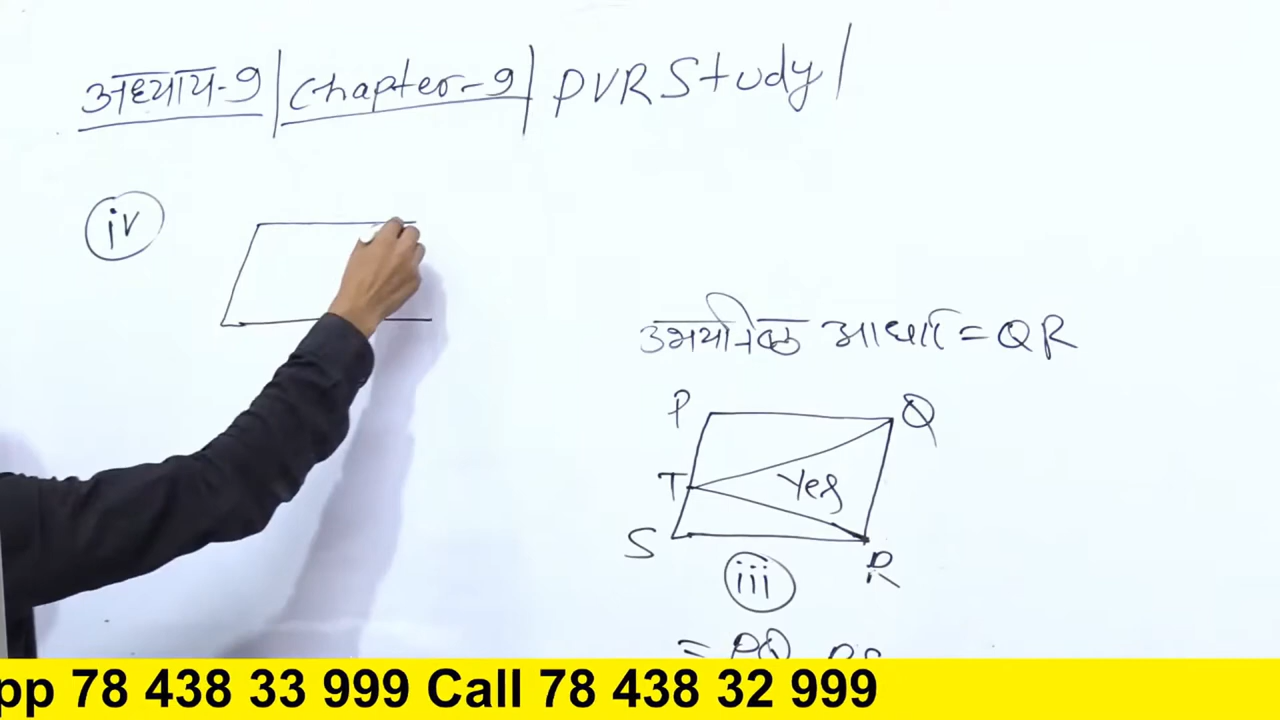 अध्याय-9 | Chapter-9 | PVR Study |
iv
उभयनिष्ठ आधार = QR
P Q
T Yes
S R
iii
= PQ
pp 78 438 33 999 Call 78 438 32 999